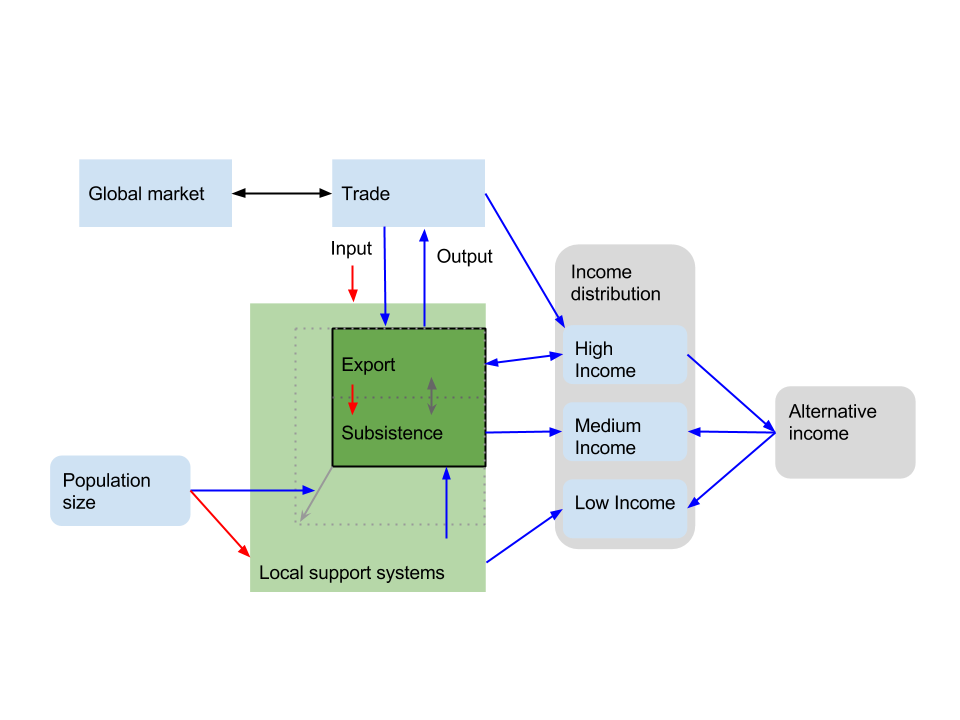 Global market
Trade
Input
Output
Income
distribution
Export
High
Income
Subsistence
Medium
Income
Alternative
income
Population
size
Low Income
Local support systems